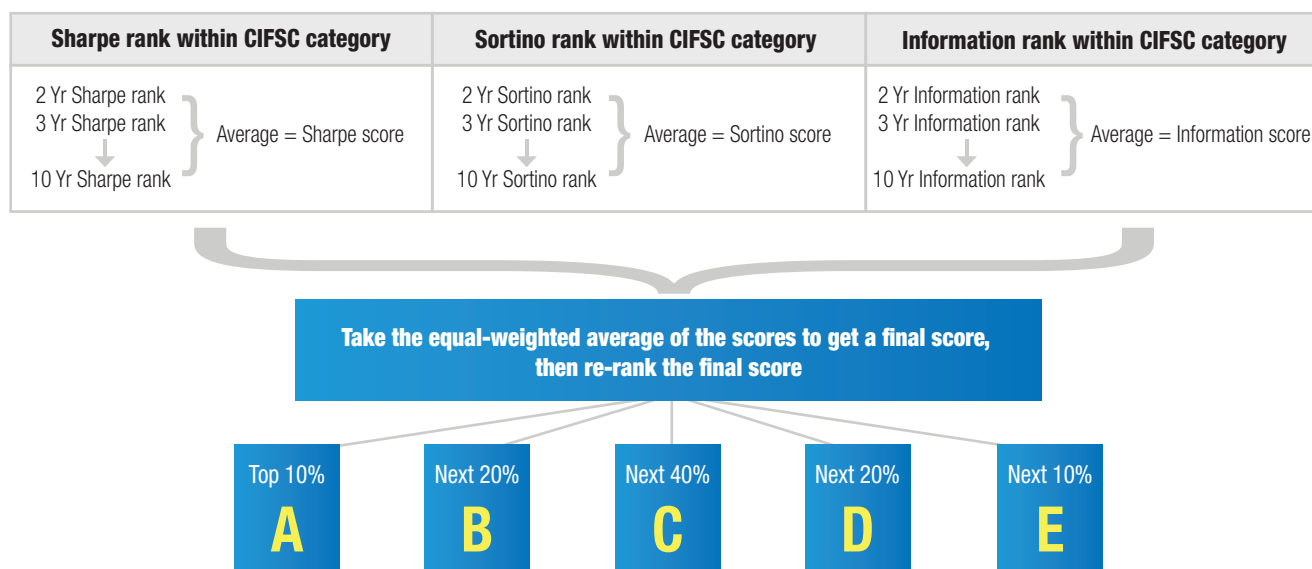 Sharpe rank within CIFSC category
Sortino rank within CIFSC category
Information rank within CIFSC category
2 Yr Sharpe rank
3 Yr Sharpe rank
10 Yr Sharpe rank
Average = Sharpe score
2 Yr Sortino rank
3 Yr Sortino rank
10 Yr Sortino rank
Average = Sortino score
2 Yr Information rank
3 Yr Information rank
10 Yr Information rank
Average = Information score
Take the equal-weighted average of the scores to get a final score,
then re-rank the final score
Top 10%
A
Next 20%
B
Next 40%
C
Next 20%
D
Next 10%
E